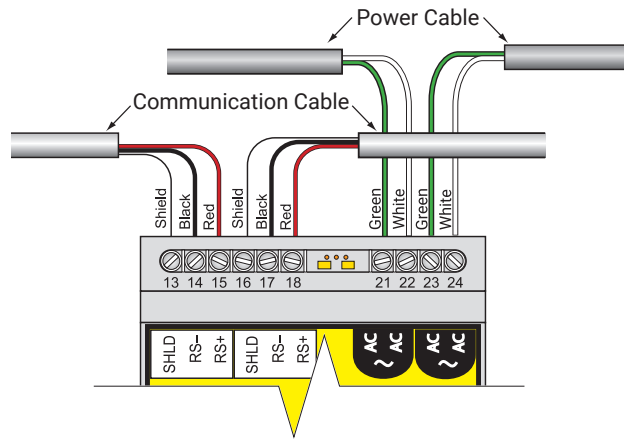 Power Cable
Communication Cable
Shield
Black
Red
Shield
Black
Red
Green
White
Green
White
13 14 15 16 17 18 21 22 23 24
SHLD
RS–
RS+
SHLD
RS–
RS+
AC
AC
~
AC
AC
~